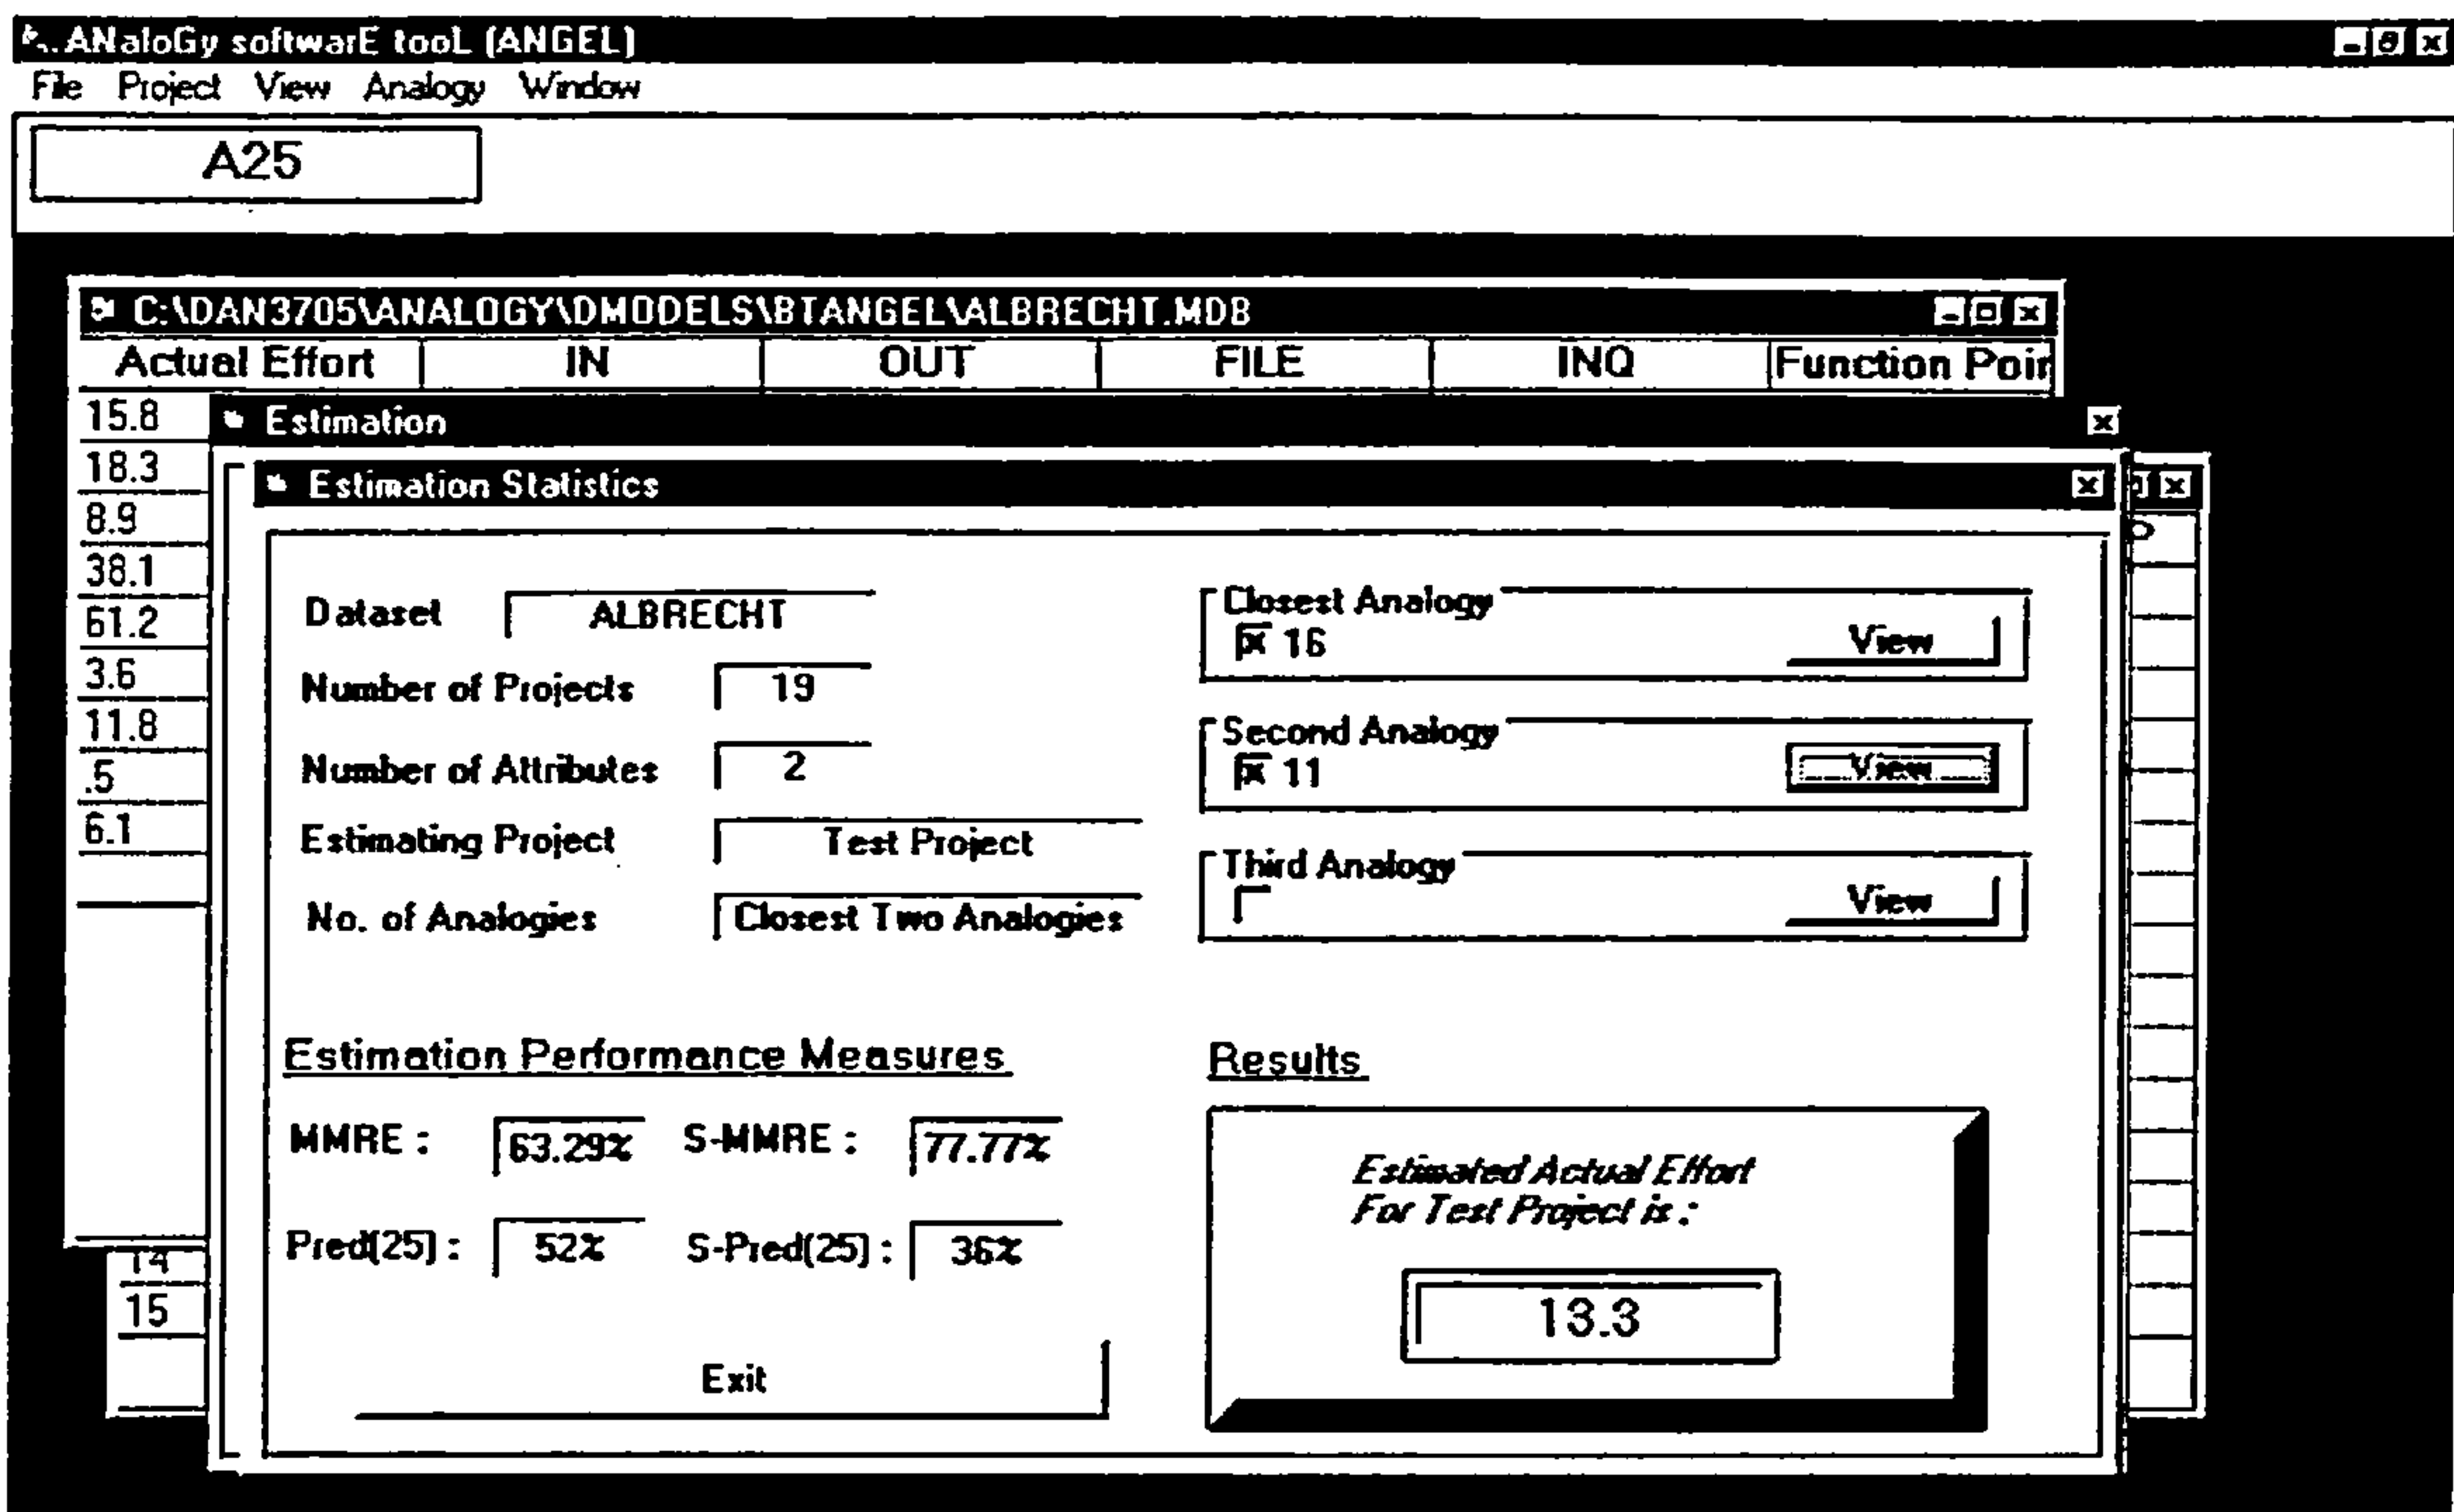 ANaloGy softwarE tooL (ANGEL)
File Project View Analogy Window
A25
C:\DAN3705\ANALOGY\DMODELS\BTANGEL\ALBRECHT.MDB
Actual Effort IN OUT FILE INQ Function Poin
15.8
Estimation
18.3
Estimation Statistics
8.9
38.1
61.2
3.6
11.8
.5
6.1
Dataset ALBRECHT
Number of Projects 19
Number of Attributes 2
Estimating Project Test Project
No. of Analogies Closest Two Analogies
Closest Analogy
16 View
Second Analogy
11 View
Third Analogy
View
Estimation Performance Measures
MMRE : 63.29% S-MMRE : 77.77%
Pred(25) : 52% S-Pred(25) : 36%
Exit
Results
Estimated Actual Effort
For Test Project is :
13.3
14
15